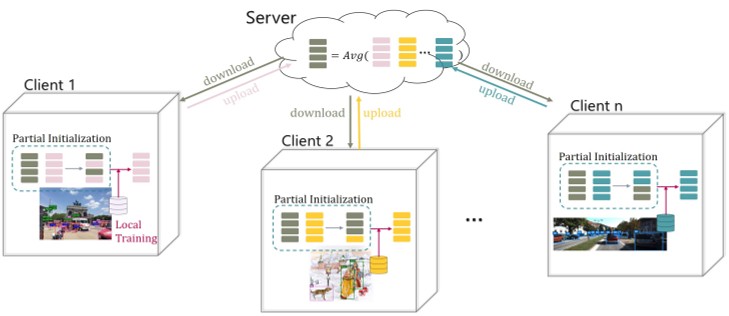 Server
= Avg(
...
)
download
upload
download
upload
download
upload
Client 1
Partial Initialization
Local
Training
Client 2
Partial Initialization
...
Client n
Partial Initialization